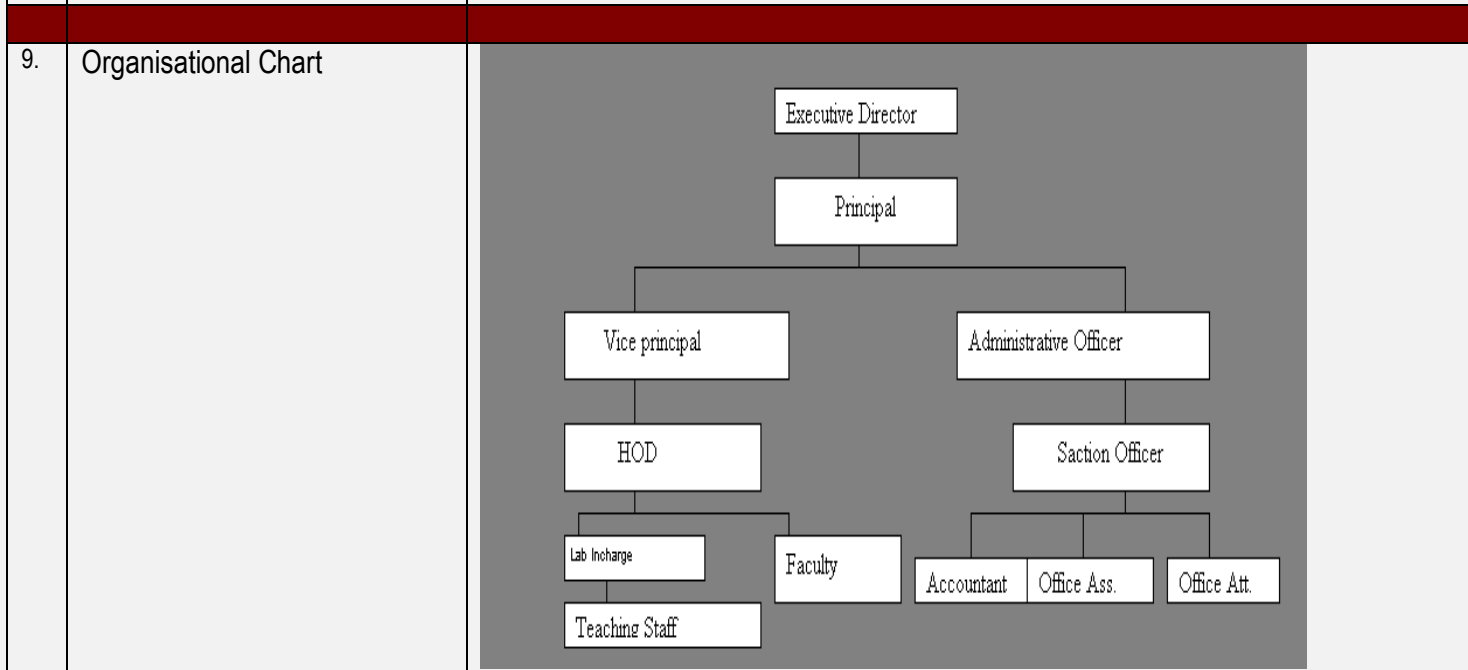 9. Organisational Chart
Executive Director
Principal
Vice principal
Administrative Officer
HOD
Saction Officer
Lab Incharge
Faculty
Accountant
Office Ass.
Office Att.
Teaching Staff